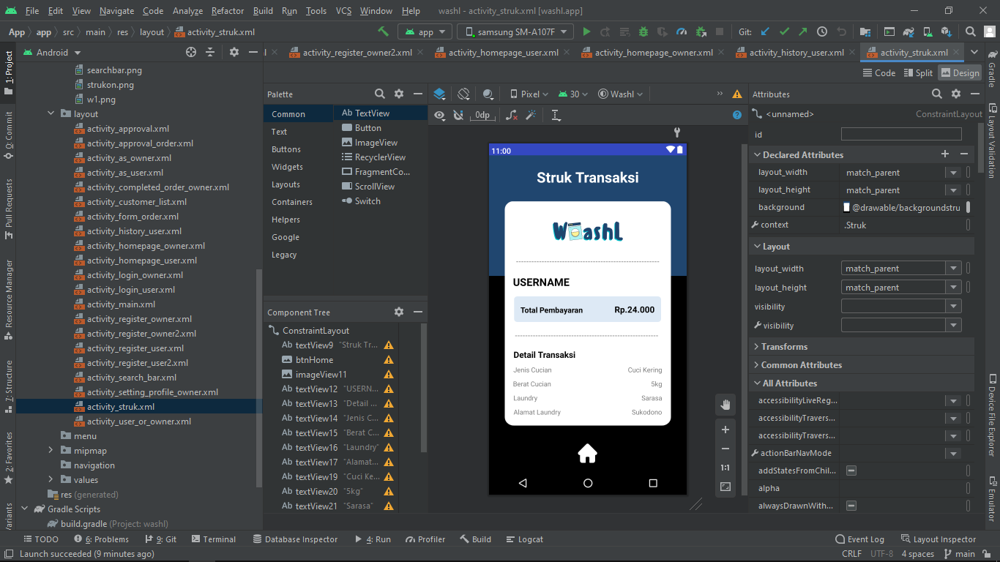 File Edit View Navigate Code Analyze Refactor Build Run Tools VCS Window Help washl - activity_struk.xml [washl.app]
App app src main res layout activity_struk.xml app samsung SM-A107F Git:
1: Project
0: Commit
Pull Requests
Resource Manager
7: Structure
2: Favorites
Android
searchbar.png
strukon.png
w1.png
layout
activity_approval.xml
activity_approval_order.xml
activity_as_owner.xml
activity_as_user.xml
activity_completed_order_owner.xml
activity_customer_list.xml
activity_form_order.xml
activity_history_user.xml
activity_homepage_owner.xml
activity_homepage_user.xml
activity_login_owner.xml
activity_login_user.xml
activity_main.xml
activity_register_owner.xml
activity_register_owner2.xml
activity_register_user.xml
activity_register_user2.xml
activity_search_bar.xml
activity_setting_profile_owner.xml
activity_struk.xml
activity_user_or_owner.xml
menu
mipmap
navigation
values
res (generated)
Gradle Scripts
build.gradle (Project: washl)
activity_register_owner2.xml activity_homepage_user.xml activity_homepage_owner.xml activity_history_user.xml activity_struk.xml
Code Split Design
Palette
Common
Text
Buttons
Widgets
Layouts
Containers
Helpers
Google
Legacy
Ab TextView
Button
ImageView
RecyclerView
FragmentCo...
ScrollView
Switch
Component Tree
ConstraintLayout
Ab textView9 "Struk Tr...
btnHome
imageView11
Ab textView12 "USERN...
Ab textView13 "Detail ...
Ab textView14 "Jenis C...
Ab textView15 "Berat C...
Ab textView16 "Laundry"
Ab textView17 "Alamat...
Ab textView19 "Cuci Ke...
Ab textView20 "5kg"
Ab textView21 "Sarasa"
Pixel 30 Washl
0dp
11:00
Struk Transaksi
WashL
USERNAME
Total Pembayaran Rp.24.000
Detail Transaksi
Jenis Cucian Cuci Kering
Berat Cucian 5kg
Laundry Sarasa
Alamat Laundry Sukodono
1:1
Attributes
<unnamed> ConstraintLayout
id
Declared Attributes
layout_width match_parent
layout_height match_parent
background @drawable/backgroundstru
context .Struk
Layout
layout_width match_parent
layout_height match_parent
visibility
visibility
Transforms
Common Attributes
All Attributes
accessibilityLiveReg...
accessibilityTravers...
accessibilityTravers...
actionBarNavMode
addStatesFromChil...
alpha
alwaysDrawnWith...
Gradle
Layout Validation
Device File Explorer
Emulator
TODO 6: Problems 9: Git Terminal Database Inspector 4: Run Profiler Build Logcat Event Log Layout Inspector
Launch succeeded (9 minutes ago) CRLF UTF-8 4 spaces main